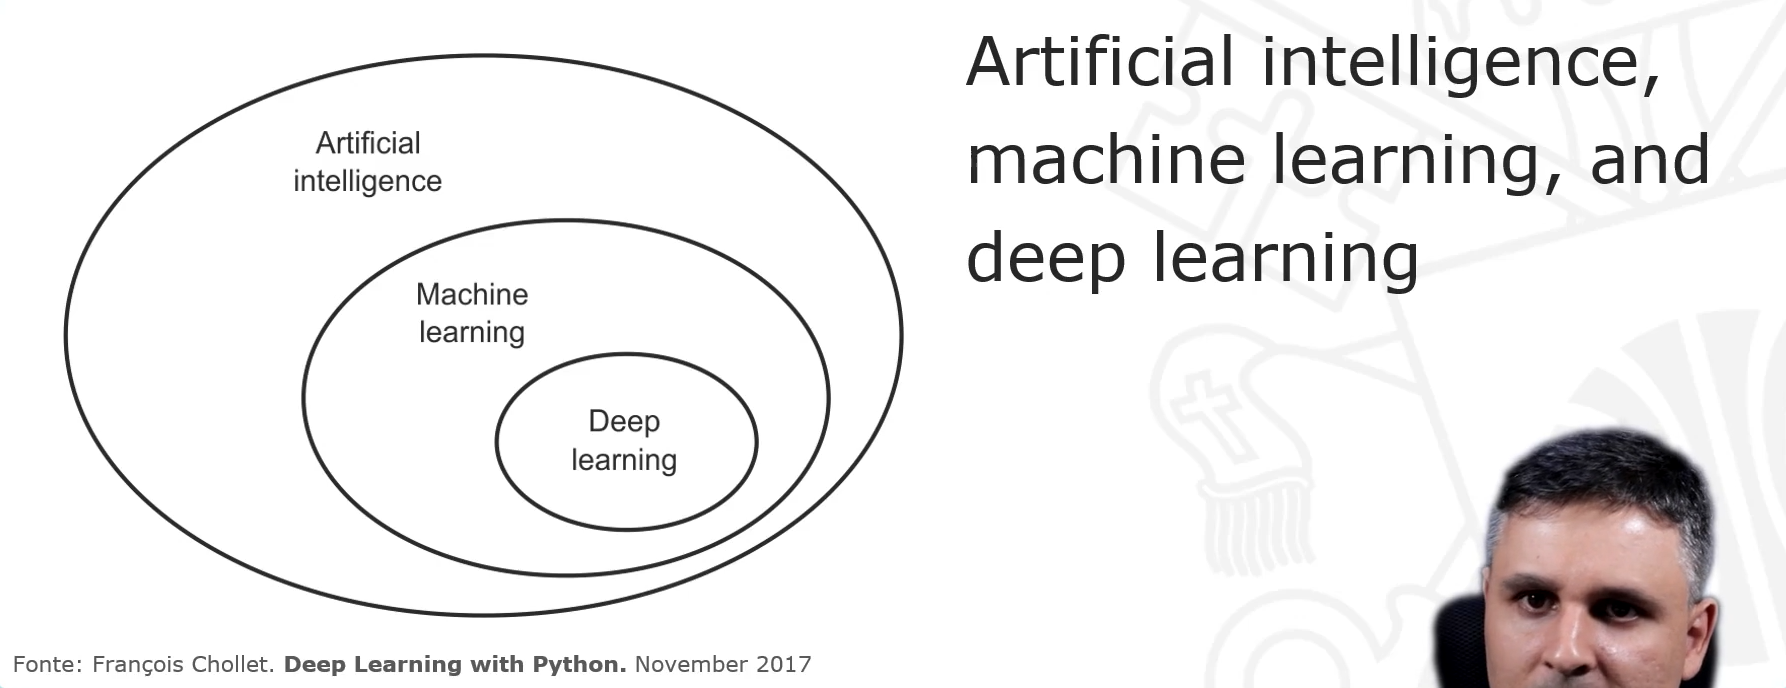 Artificial intelligence,
machine learning, and
deep learning
Artificial
intelligence
Machine
learning
Deep
learning
Fonte: François Chollet. Deep Learning with Python. November 2017